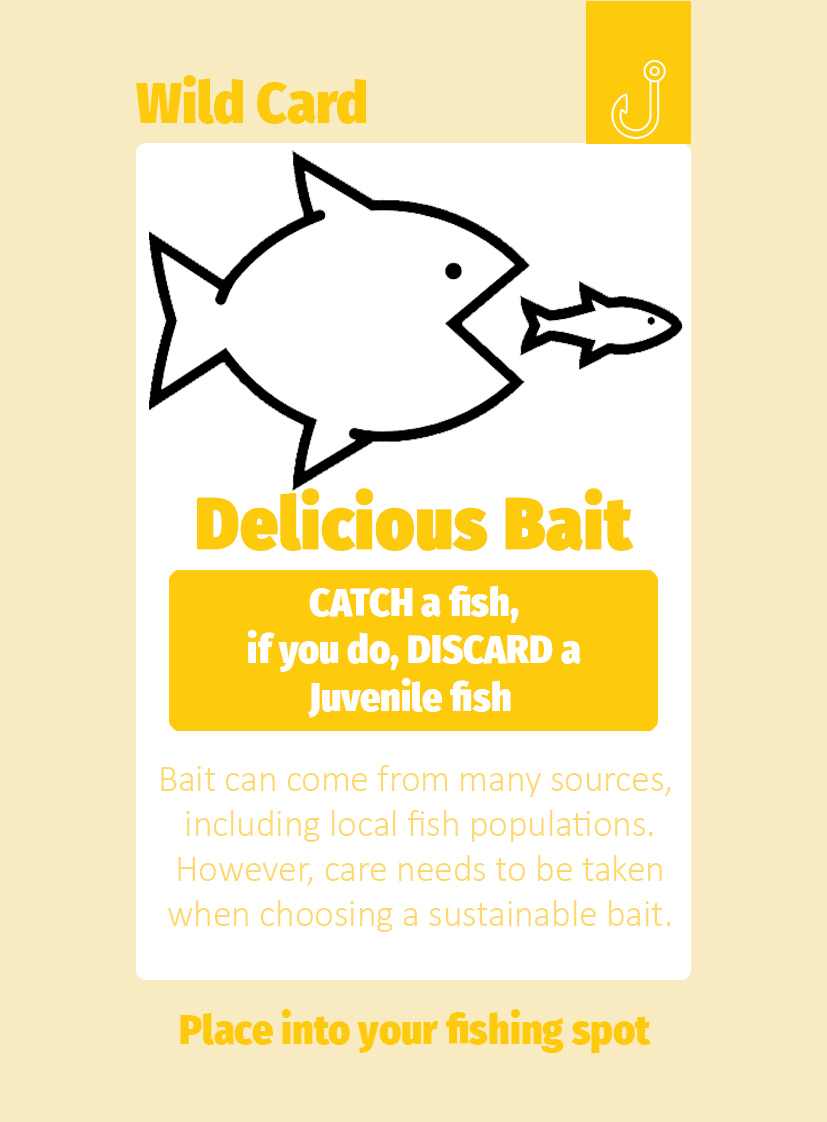 Wild Card
Delicious Bait
CATCH a fish,
if you do, DISCARD a
Juvenile fish
Bait can come from many sources,
including local fish populations.
However, care needs to be taken
when choosing a sustainable bait.
Place into your fishing spot